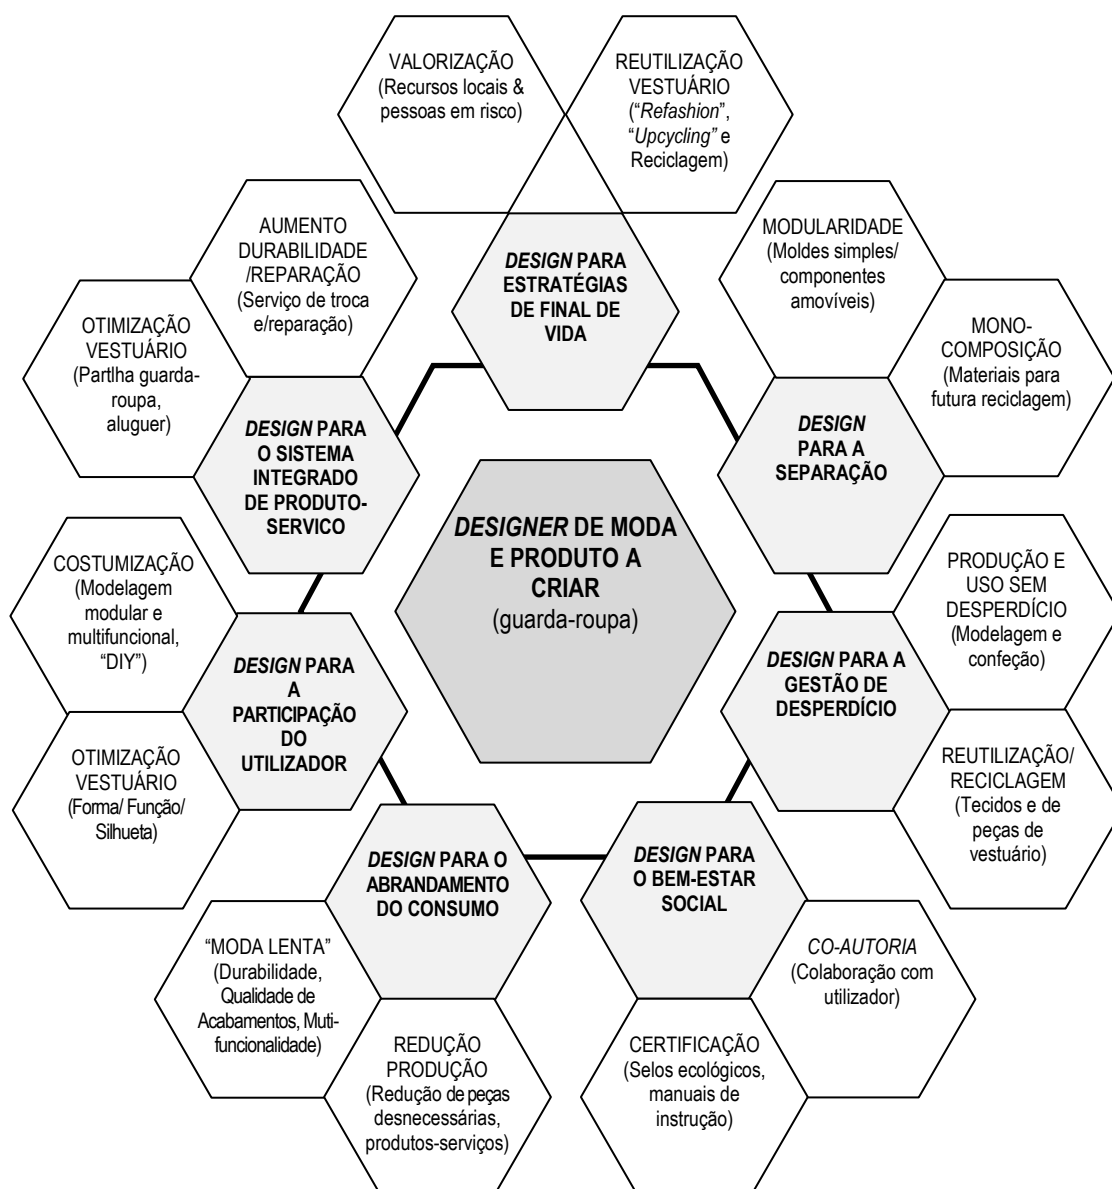 VALORIZAÇÃO
(Recursos locais &
pessoas em risco)
REUTILIZAÇÃO
VESTUÁRIO
(“Refashion”,
“Upcycling” e
Reciclagem)
AUMENTO
DURABILIDADE
/REPARAÇÃO
(Serviço de troca
e/reparação)
DESIGN PARA
ESTRATÉGIAS
DE FINAL DE
VIDA
MODULARIDADE
(Moldes simples/
componentes
amovíveis)
OTIMIZAÇÃO
VESTUÁRIO
(Partlha guarda-
roupa,
aluguer)
MONO-
COMPOSIÇÃO
(Materiais para
futura reciclagem)
DESIGN PARA
O SISTEMA
INTEGRADO
DE PRODUTO-
SERVICO
DESIGN
PARA A
SEPARAÇÃO
DESIGNER DE MODA
E PRODUTO A
CRIAR
(guarda-roupa)
COSTUMIZAÇÃO
(Modelagem
modular e
multifuncional,
“DIY”)
PRODUÇÃO E
USO SEM
DESPERDÍCIO
(Modelagem e
confeção)
DESIGN PARA
A
PARTICIPAÇÃO
DO
UTILIZADOR
DESIGN PARA A
GESTÃO DE
DESPERDÍCIO
OTIMIZAÇÃO
VESTUÁRIO
(Forma/ Função/
Silhueta)
REUTILIZAÇÃO/
RECICLAGEM
(Tecidos e de
peças de
vestuário)
DESIGN PARA O
ABRANDAMENTO
DO CONSUMO
DESIGN PARA
O BEM-ESTAR
SOCIAL
“MODA LENTA”
(Durabilidade,
Qualidade de
Acabamentos, Muti-
funcionalidade)
CO-AUTORIA
(Colaboração com
utilizador)
REDUÇÃO
PRODUÇÃO
(Redução de peças
desnecessárias,
produtos-serviços)
CERTIFICAÇÃO
(Selos ecológicos,
manuais de
instrução)